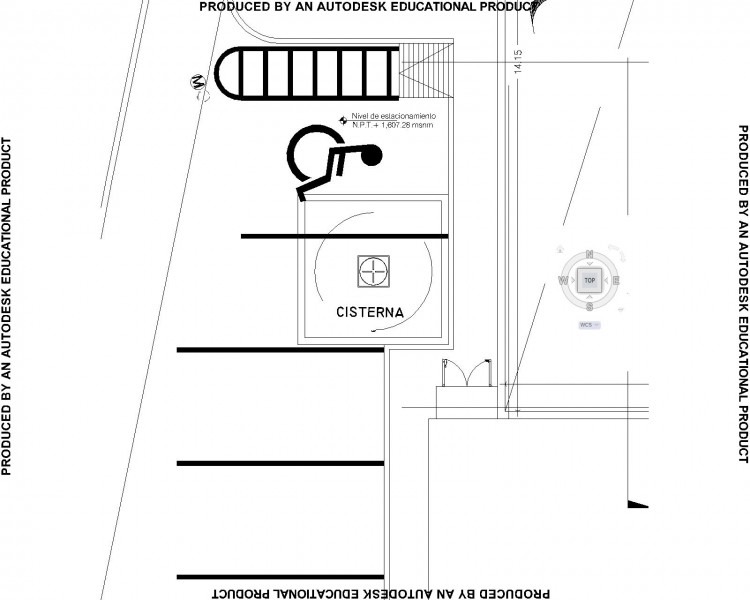 PRODUCED BY AN AUTODESK EDUCATIONAL PRODUCT
14.15
M
Nivel de estacionamiento
N.P.T.+ 1,607.28 msnm
PRODUCED BY AN AUTODESK EDUCATIONAL PRODUCT
PRODUCED BY AN AUTODESK EDUCATIONAL PRODUCT
N
W
TOP
E
S
WCS
CISTERNA
PRODUCED BY AN AUTODESK EDUCATIONAL PRODUCT